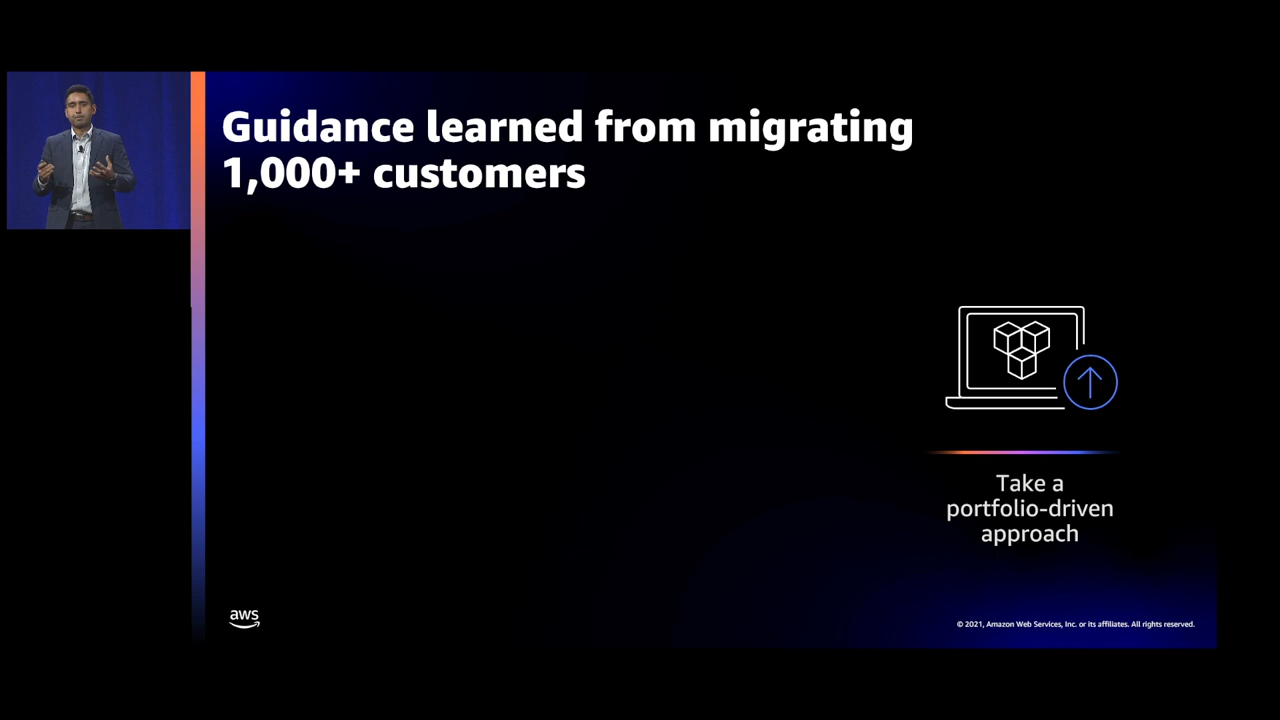 Guidance learned from migrating
1,000+ customers
Take a
portfolio-driven
approach
aws
© 2021, Amazon Web Services, Inc. or its affiliates. All rights reserved.